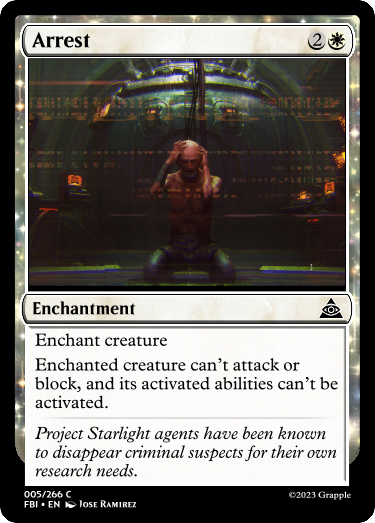 Arrest 2
Enchantment
Enchant creature
Enchanted creature can't attack or
block, and its activated abilities can't be
activated.
Project Starlight agents have been known
to disappear criminal suspects for their own
research needs.
005/266 C
FBI • EN Jose Ramirez
©2023 Grapple